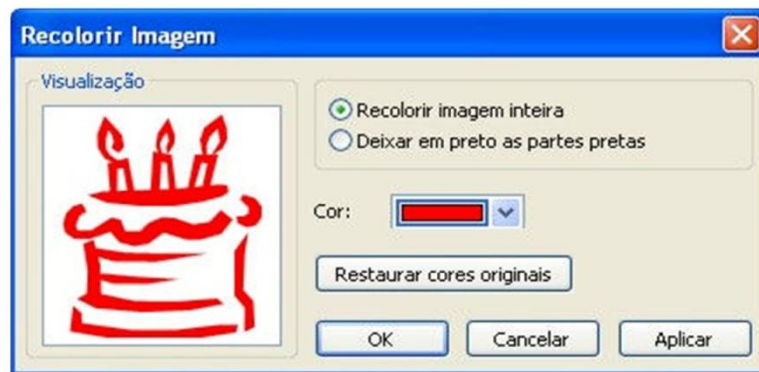 Recolorir Imagem
Visualização
Recolorir imagem inteira
Deixar em preto as partes pretas
Cor:
Restaurar cores originais
OK
Cancelar
Aplicar